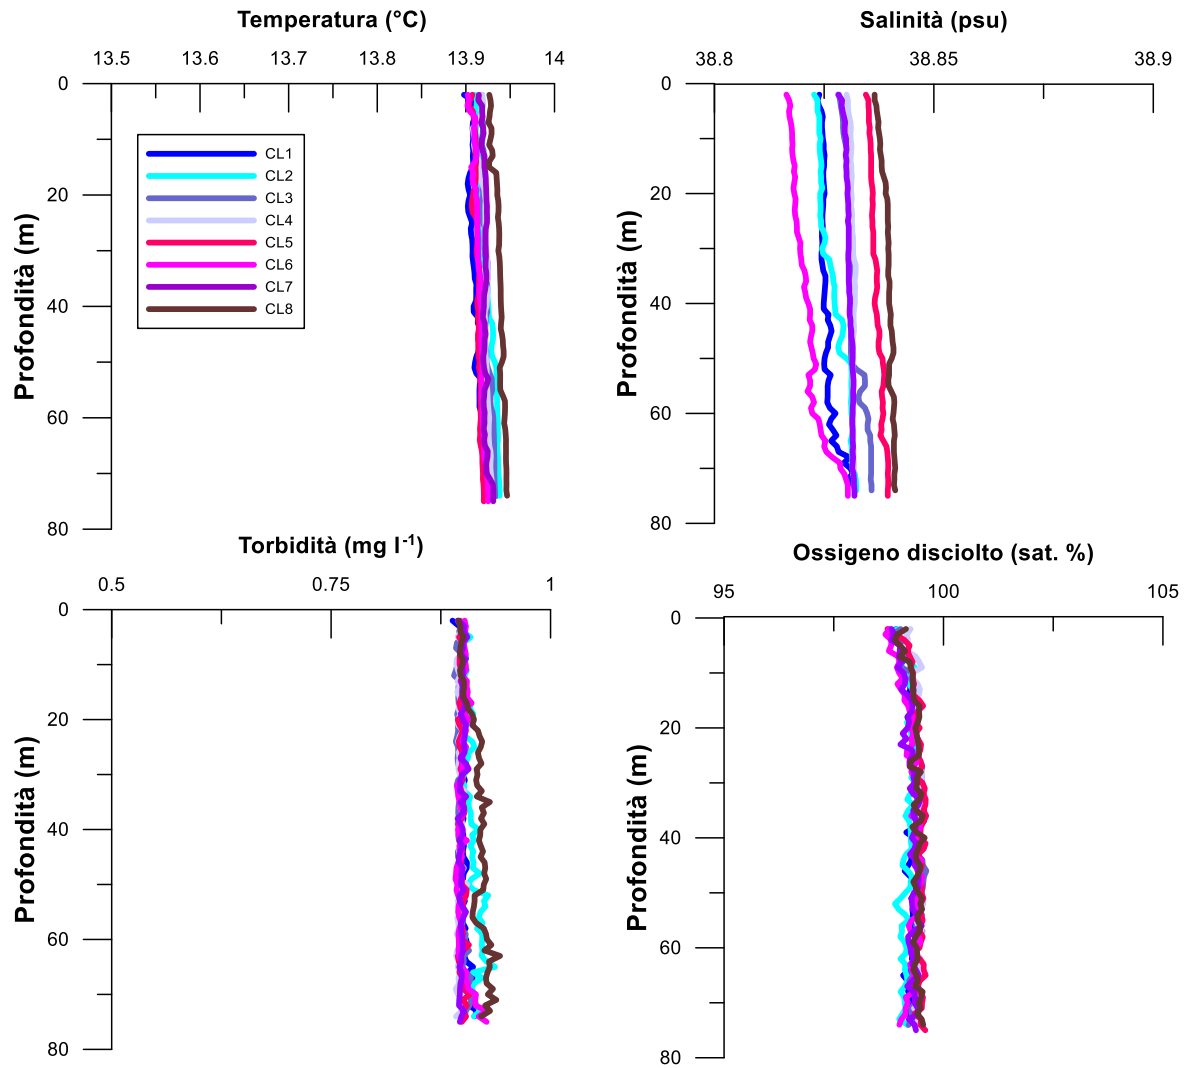 Temperatura (°C)
13.5 13.6 13.7 13.8 13.9 14
0
20
40
60
80
Profondità (m)
CL1
CL2
CL3
CL4
CL5
CL6
CL7
CL8
Salinità (psu)
38.8 38.85 38.9
0
20
40
60
80
Profondità (m)
Torbidità (mg l⁻¹)
0.5 0.75 1
0
20
40
60
80
Profondità (m)
Ossigeno disciolto (sat. %)
95 100 105
0
20
40
60
80
Profondità (m)